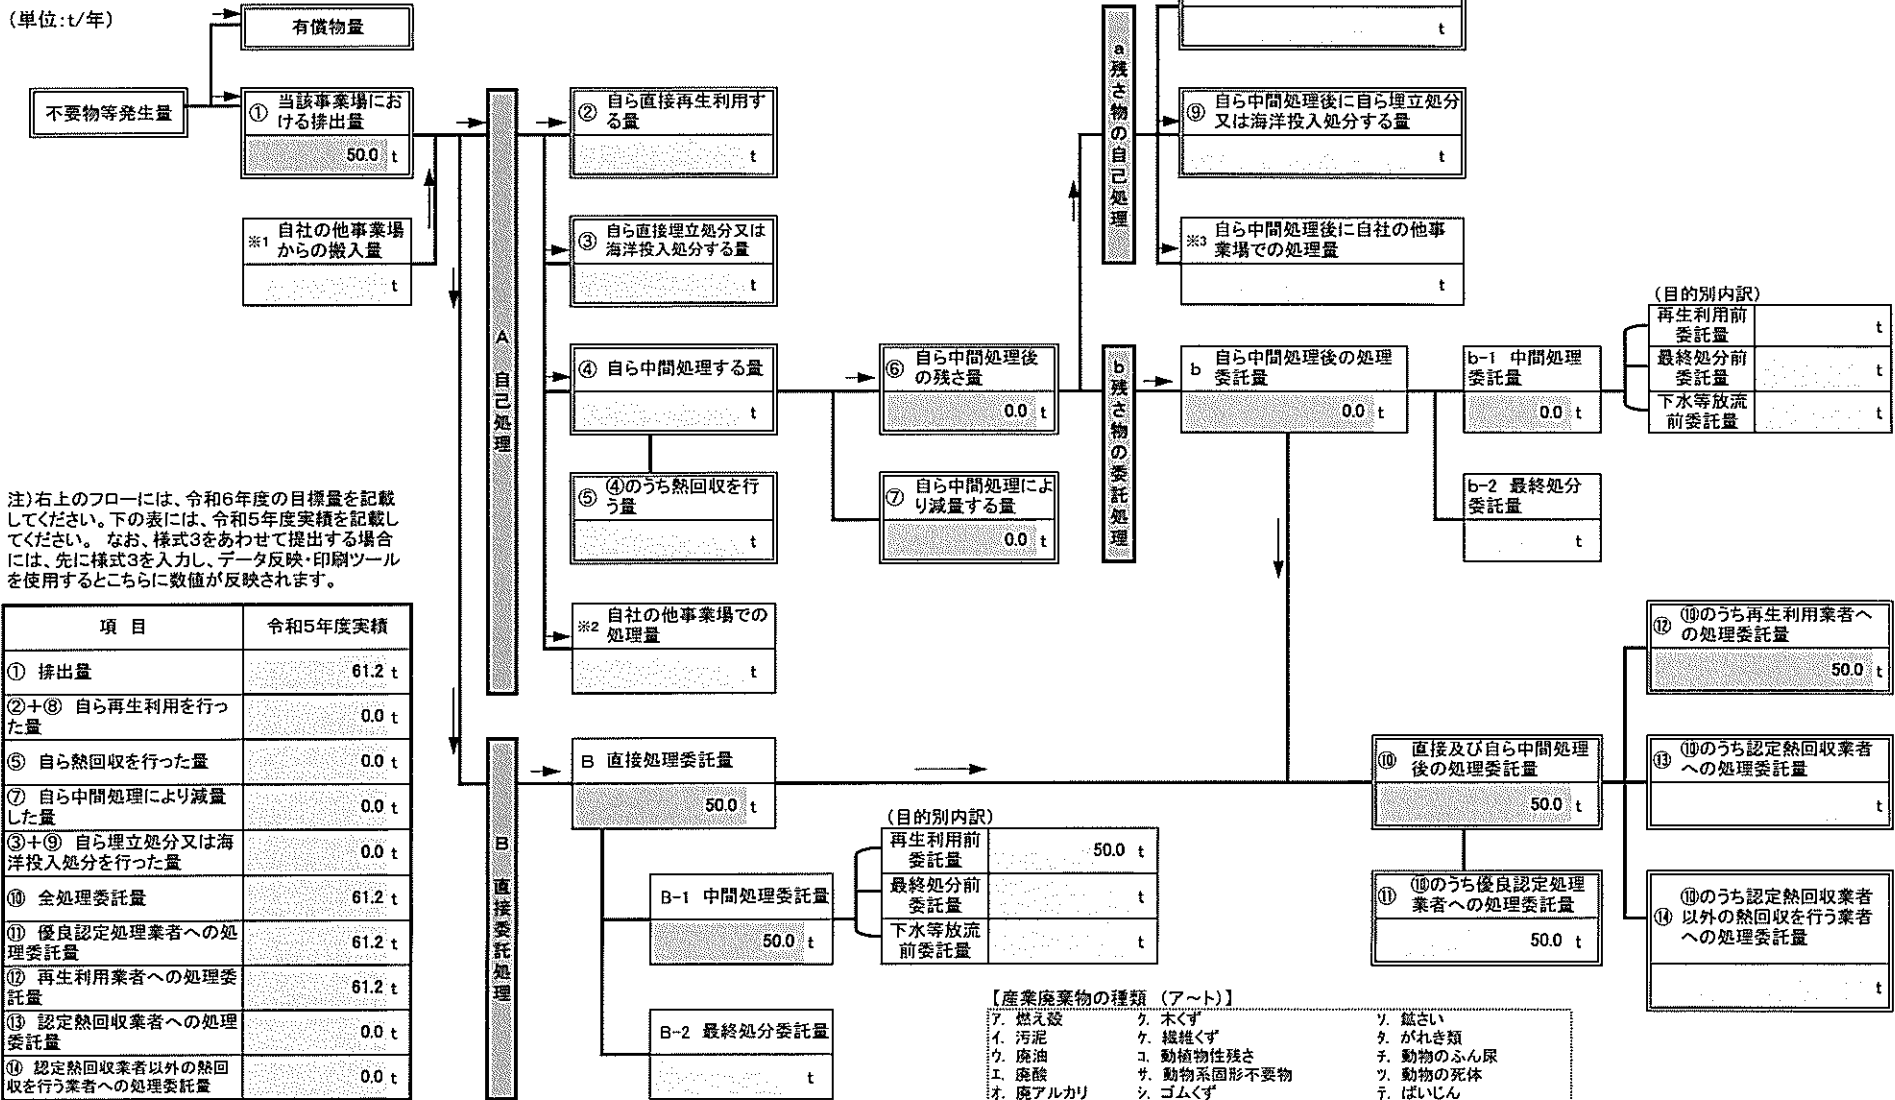 (単位:t/年)
有償物量
不要物等発生量
① 当該事業場にお
ける排出量
50.0 t
※1 自社の他事業場
からの搬入量
t
A 自己処理
② 自ら直接再生利用す
る量
t
③ 自ら直接埋立処分又は
海洋投入処分する量
t
④ 自ら中間処理する量
t
⑤ ④のうち熱回収を行
う量
t
※2 自社の他事業場での
処理量
t
⑥ 自ら中間処理後
の残さ量
0.0 t
⑦ 自ら中間処理によ
り減量する量
0.0 t
a残さ物の自己処理
t
⑨ 自ら中間処理後に自ら埋立処分
又は海洋投入処分する量
t
※3 自ら中間処理後に自社の他事
業場での処理量
t
b残さ物の委託処理
b 自ら中間処理後の処理
委託量
0.0 t
b-1 中間処理
委託量
0.0 t
(目的別内訳)
再生利用前
委託量
t
最終処分前
委託量
t
下水等放流
前委託量
t
b-2 最終処分
委託量
t
注)右上のフローには、令和6年度の目標量を記載
してください。下の表には、令和5年度実績を記載し
てください。 なお、様式3をあわせて提出する場合
には、先に様式3を入力し、データ反映・印刷ツール
を使用するとこちらに数値が反映されます。
項 目 令和5年度実績
① 排出量 61.2 t
②+⑧ 自ら再生利用を行っ
た量 0.0 t
⑤ 自ら熱回収を行った量 0.0 t
⑦ 自ら中間処理により減量
した量 0.0 t
③+⑨ 自ら埋立処分又は海
洋投入処分を行った量 0.0 t
⑩ 全処理委託量 61.2 t
⑪ 優良認定処理業者への処
理委託量 61.2 t
⑫ 再生利用業者への処理委
託量 61.2 t
⑬ 認定熱回収業者への処理
委託量 0.0 t
⑭ 認定熱回収業者以外の熱回
収を行う業者への処理委託量 0.0 t
B 直接委託処理
B 直接処理委託量
50.0 t
B-1 中間処理委託量
50.0 t
(目的別内訳)
再生利用前
委託量
50.0 t
最終処分前
委託量
t
下水等放流
前委託量
t
B-2 最終処分委託量
t
⑩ 直接及び自ら中間処理
後の処理委託量
50.0 t
⑪ ⑩のうち優良認定処理
業者への処理委託量
50.0 t
⑫ ⑩のうち再生利用業者へ
の処理委託量
50.0 t
⑬ ⑩のうち認定熱回収業者
への処理委託量
t
⑭ ⑩のうち認定熱回収業者
以外の熱回収を行う業者
への処理委託量
t
【産業廃棄物の種類 (ア~ト)】
ア. 燃え殻 ク. 木くず ソ. 鉱さい
イ. 汚泥 ケ. 繊維くず タ. がれき類
ウ. 廃油 コ. 動植物性残さ チ. 動物のふん尿
エ. 廃酸 サ. 動物系固形不要物 ツ. 動物の死体
オ. 廃アルカリ シ. ゴムくず テ. ばいじん